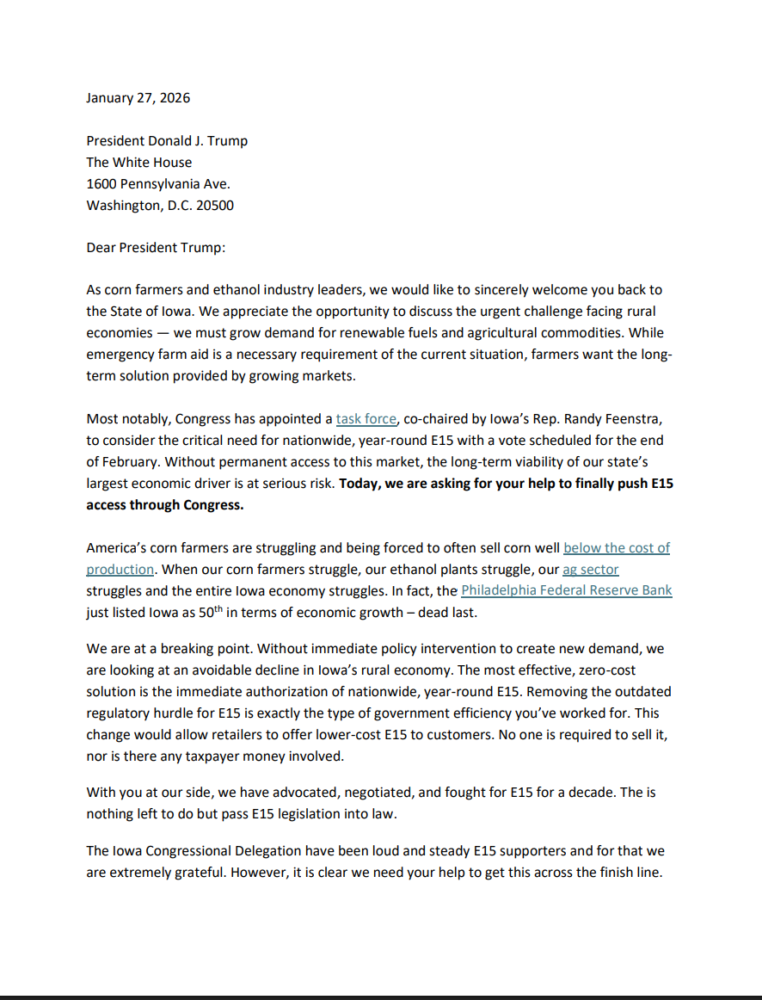 January 27, 2026
President Donald J. Trump
The White House
1600 Pennsylvania Ave.
Washington, D.C. 20500
Dear President Trump:
As corn farmers and ethanol industry leaders, we would like to sincerely welcome you back to
the State of Iowa. We appreciate the opportunity to discuss the urgent challenge facing rural
economies — we must grow demand for renewable fuels and agricultural commodities. While
emergency farm aid is a necessary requirement of the current situation, farmers want the long-
term solution provided by growing markets.
Most notably, Congress has appointed a task force, co-chaired by Iowa’s Rep. Randy Feenstra,
to consider the critical need for nationwide, year-round E15 with a vote scheduled for the end
of February. Without permanent access to this market, the long-term viability of our state’s
largest economic driver is at serious risk. Today, we are asking for your help to finally push E15
access through Congress.
America’s corn farmers are struggling and being forced to often sell corn well below the cost of
production. When our corn farmers struggle, our ethanol plants struggle, our ag sector
struggles and the entire Iowa economy struggles. In fact, the Philadelphia Federal Reserve Bank
just listed Iowa as 50th in terms of economic growth – dead last.
We are at a breaking point. Without immediate policy intervention to create new demand, we
are looking at an avoidable decline in Iowa’s rural economy. The most effective, zero-cost
solution is the immediate authorization of nationwide, year-round E15. Removing the outdated
regulatory hurdle for E15 is exactly the type of government efficiency you’ve worked for. This
change would allow retailers to offer lower-cost E15 to customers. No one is required to sell it,
nor is there any taxpayer money involved.
With you at our side, we have advocated, negotiated, and fought for E15 for a decade. The is
nothing left to do but pass E15 legislation into law.
The Iowa Congressional Delegation have been loud and steady E15 supporters and for that we
are extremely grateful. However, it is clear we need your help to get this across the finish line.